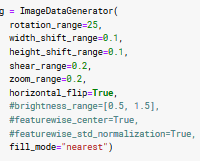 g = ImageDataGenerator(
rotation_range=25,
width_shift_range=0.1,
height_shift_range=0.1,
shear_range=0.2,
zoom_range=0.2,
horizontal_flip=True,
#brightness_range=[0.5, 1.5],
#featurewise_center=True,
#featurewise_std_normalization=True,
fill_mode="nearest")